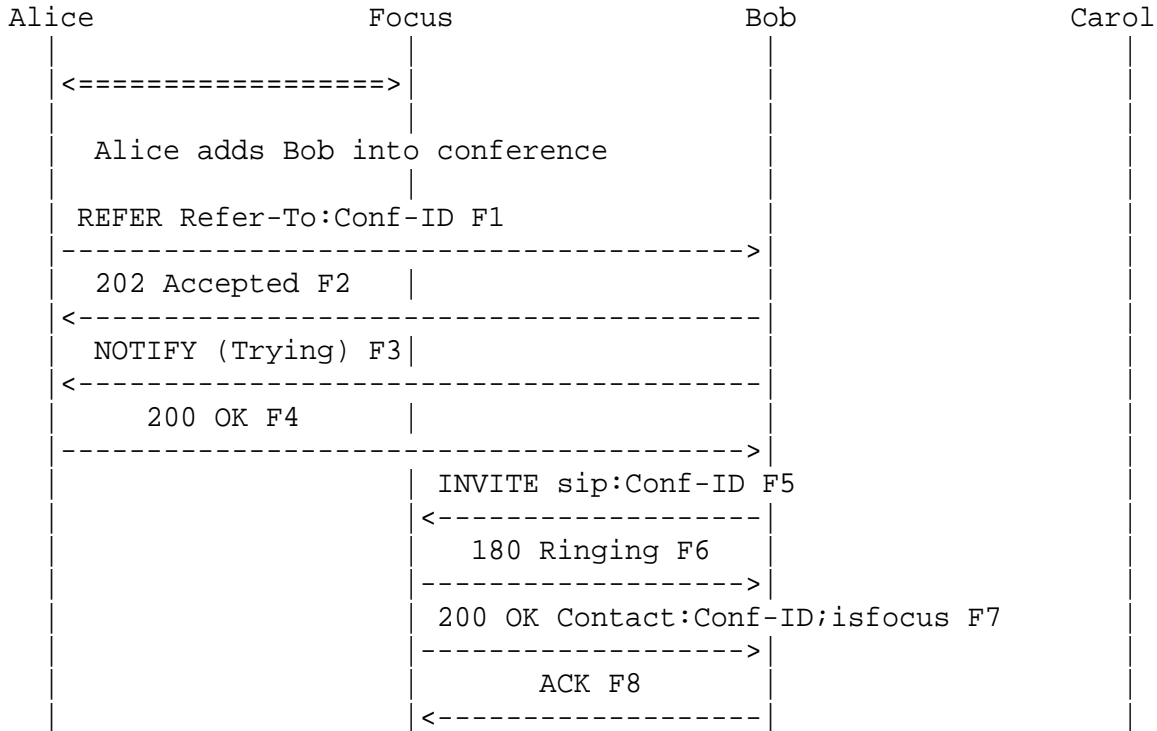 Alice Focus Bob Carol
<==================>
Alice adds Bob into conference
REFER Refer-To:Conf-ID F1
---------------------------------------->
202 Accepted F2
<----------------------------------------
NOTIFY (Trying) F3
<----------------------------------------
200 OK F4
---------------------------------------->
INVITE sip:Conf-ID F5
<-------------------
180 Ringing F6
------------------->
200 OK Contact:Conf-ID;isfocus F7
------------------->
ACK F8
<-------------------